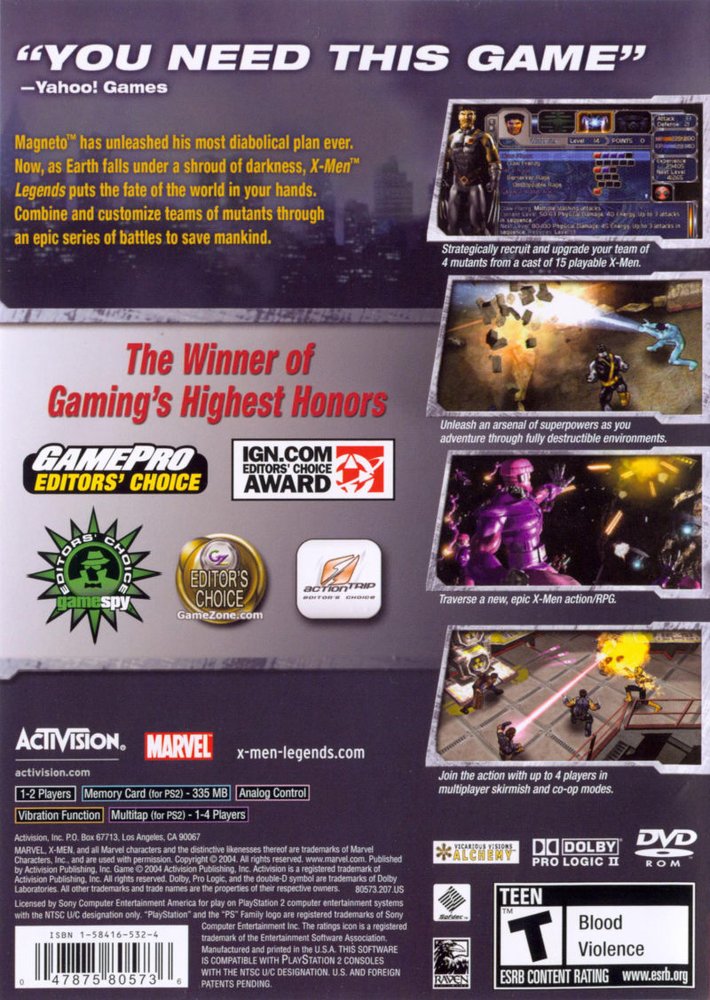 “YOU NEED THIS GAME”
—Yahoo! Games
Magneto™ has unleashed his most diabolical plan ever.
Now, as Earth falls under a shroud of darkness, X-Men™
Legends puts the fate of the world in your hands.
Combine and customize teams of mutants through
an epic series of battles to save mankind.
Level 14 POINTS 0
Attack
Defense
Experience
Next Level
Claw Frenzy
Berserker Rage
Strategically recruit and upgrade your team of
4 mutants from a cast of 15 playable X-Men.
Unleash an arsenal of superpowers as you
adventure through fully destructible environments.
Traverse a new, epic X-Men action/RPG.
Join the action with up to 4 players in
multiplayer skirmish and co-op modes.
The Winner of
Gaming's Highest Honors
GAMEPRO
EDITORS' CHOICE
IGN.COM
EDITORS' CHOICE
AWARD
EDITORS' CHOICE
gamespy
GZ
EDITOR'S
CHOICE
GameZone.com
ACTIONTRIP
EDITOR'S CHOICE
ACTIVISION®
MARVEL
x-men-legends.com
activision.com
1-2 Players
Memory Card (for PS2) - 335 MB
Analog Control
Vibration Function
Multitap (for PS2) - 1-4 Players
Activision, Inc. P.O. Box 67713, Los Angeles, CA 90067
MARVEL, X-MEN, and all Marvel characters and the distinctive likenesses thereof are trademarks of Marvel
Characters, Inc., and are used with permission. Copyright © 2004. All rights reserved. www.marvel.com. Published
by Activision Publishing, Inc. Game © 2004 Activision Publishing, Inc. Activision is a registered trademark of
Activision Publishing, Inc. All rights reserved. Dolby, Pro Logic, and the double-D symbol are trademarks of Dolby
Laboratories. All other trademarks and trade names are the properties of their respective owners. 80573.207.US
Licensed by Sony Computer Entertainment America for play on PlayStation 2 computer entertainment systems
with the NTSC U/C designation only. “PlayStation” and the “PS” Family logo are registered trademarks of Sony
Computer Entertainment Inc. The ratings icon is a registered
trademark of the Entertainment Software Association.
Manufactured and printed in the U.S.A. THIS SOFTWARE
IS COMPATIBLE WITH PLAYSTATION 2 CONSOLES
WITH THE NTSC U/C DESIGNATION. U.S. AND FOREIGN
PATENTS PENDING.
ISBN 1-58416-532-4
0 47875 80573 6
VICARIOUS VISIONS
ALCHEMY
DOLBY
PRO LOGIC II
DVD
ROM
Sofdec
RAVEN
TEEN
T™
Blood
Violence
ESRB CONTENT RATING www.esrb.org